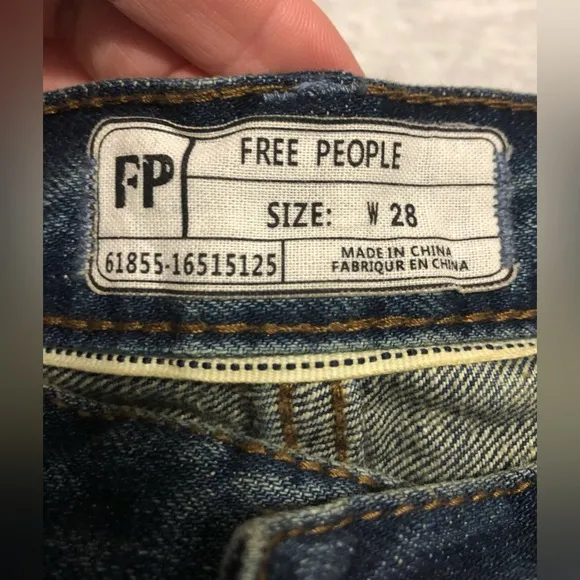 FP
FREE PEOPLE
SIZE: W 28
61855-16515125
MADE IN CHINA
FABRIQUR EN CHINA